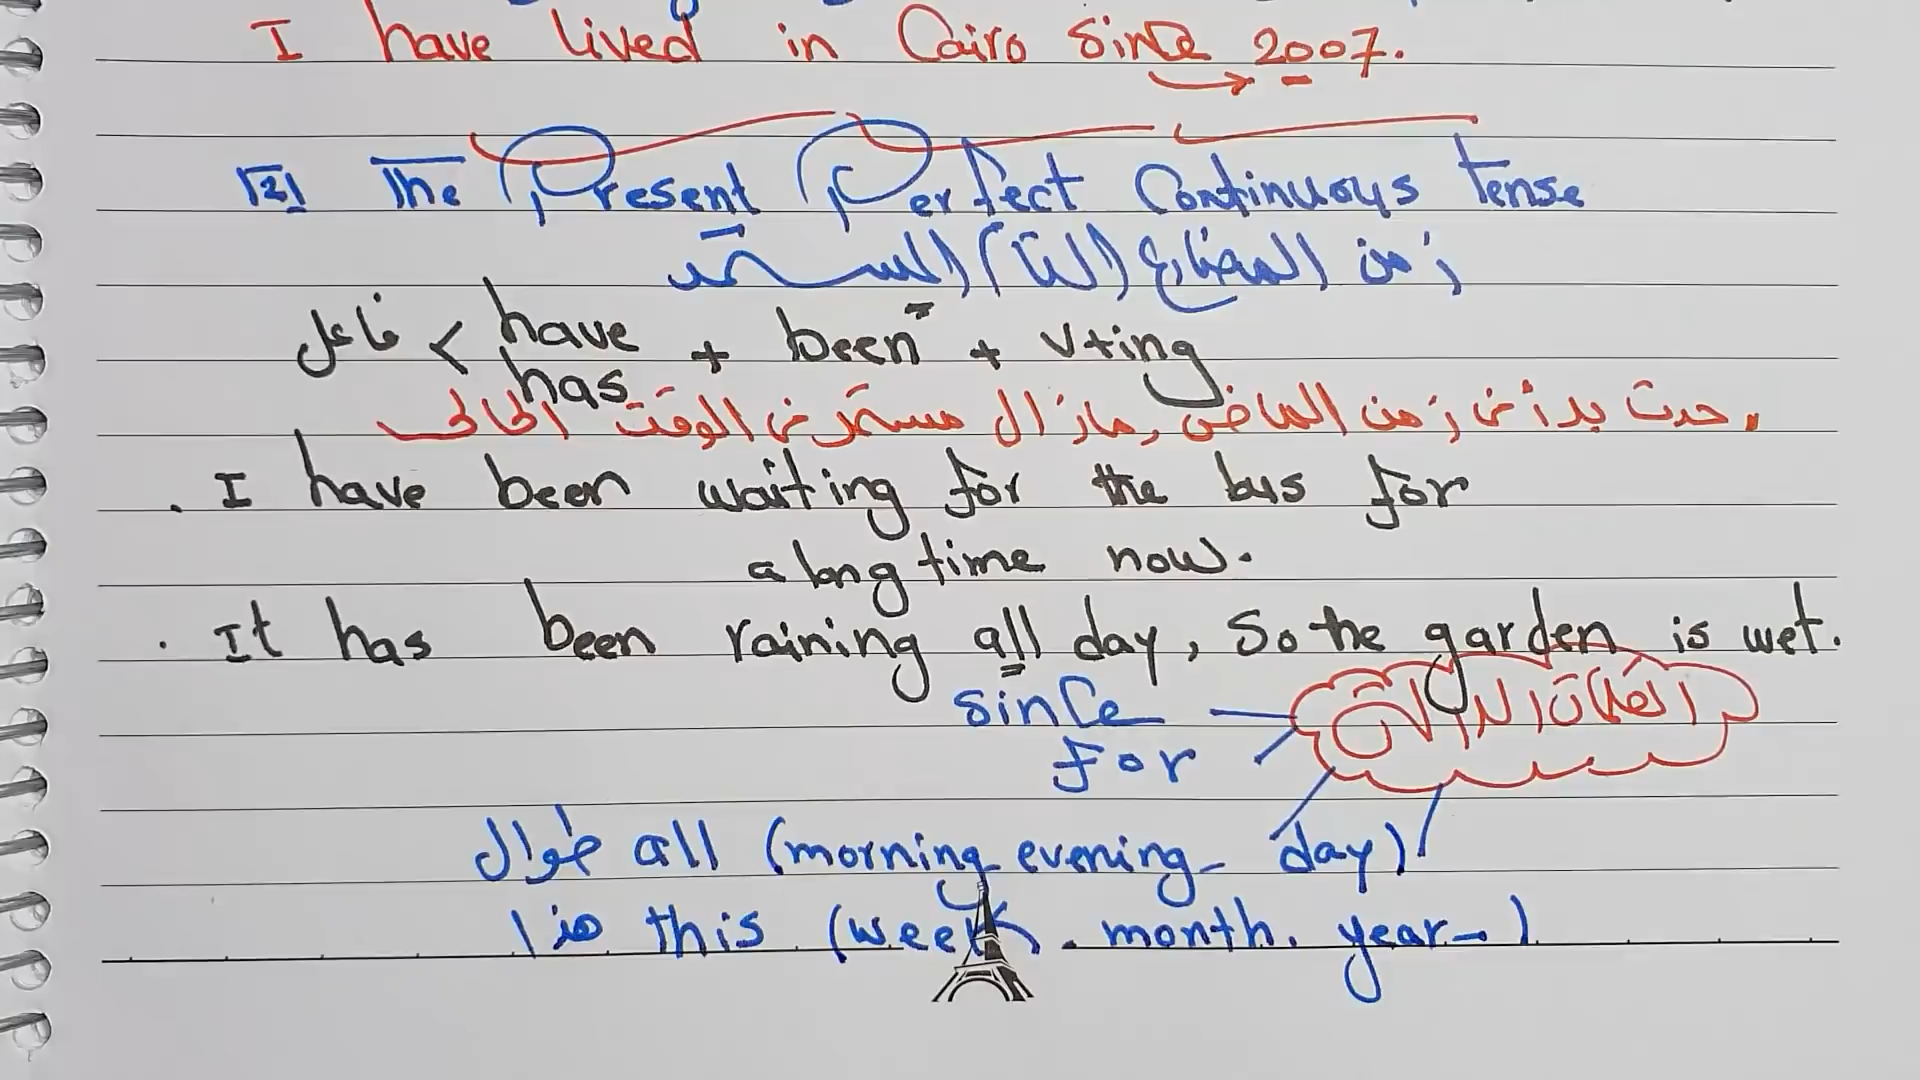 I have lived in Cairo since 2007.
[2] The Present Perfect Continuous tense
زمن المضارع التام المستمر
فاعل < have has + been + V+ing
. حدث بدأ في زمن الماضي ومازال مستمر في الوقت الحالى
. I have been waiting for the bus for
a long time now.
. It has been raining all day, So the garden is wet.
الكلمات الدالة
since
for
طوال all (morning - evening - day)
هذا this (week . month . year - )